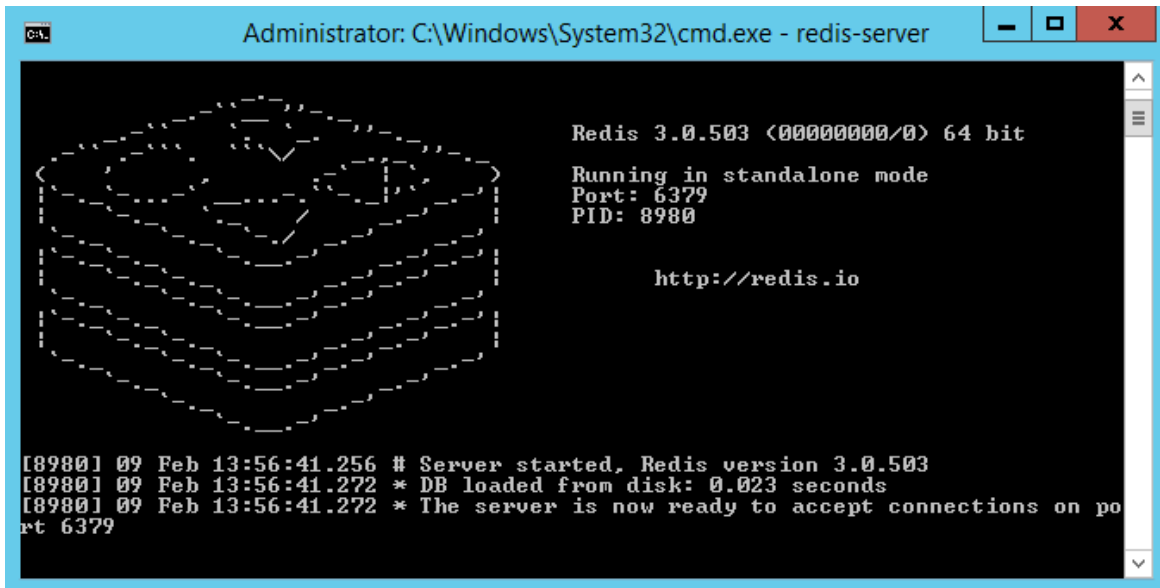 Administrator: C:\Windows\System32\cmd.exe - redis-server
Redis 3.0.503 (00000000/0) 64 bit
Running in standalone mode
Port: 6379
PID: 8980
http://redis.io
[8980] 09 Feb 13:56:41.256 # Server started, Redis version 3.0.503
[8980] 09 Feb 13:56:41.272 * DB loaded from disk: 0.023 seconds
[8980] 09 Feb 13:56:41.272 * The server is now ready to accept connections on po
rt 6379